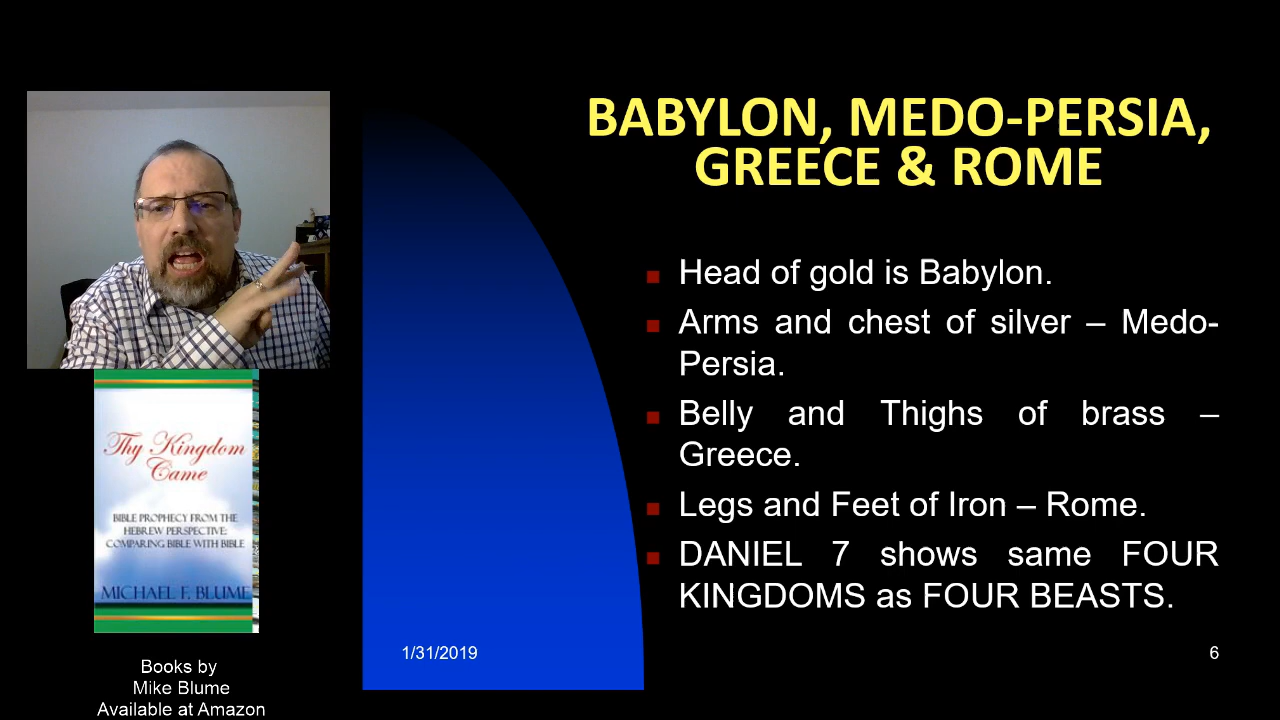 BABYLON, MEDO-PERSIA,
GREECE & ROME
Head of gold is Babylon.
Arms and chest of silver – Medo-
Persia.
Belly and Thighs of brass –
Greece.
Legs and Feet of Iron – Rome.
DANIEL 7 shows same FOUR
KINGDOMS as FOUR BEASTS.
1/31/2019
6
Thy Kingdom
Came
BIBLE PROPHECY FROM THE
HEBREW PERSPECTIVE:
COMPARING BIBLE WITH BIBLE
MICHAEL F. BLUME
Books by
Mike Blume
Available at Amazon